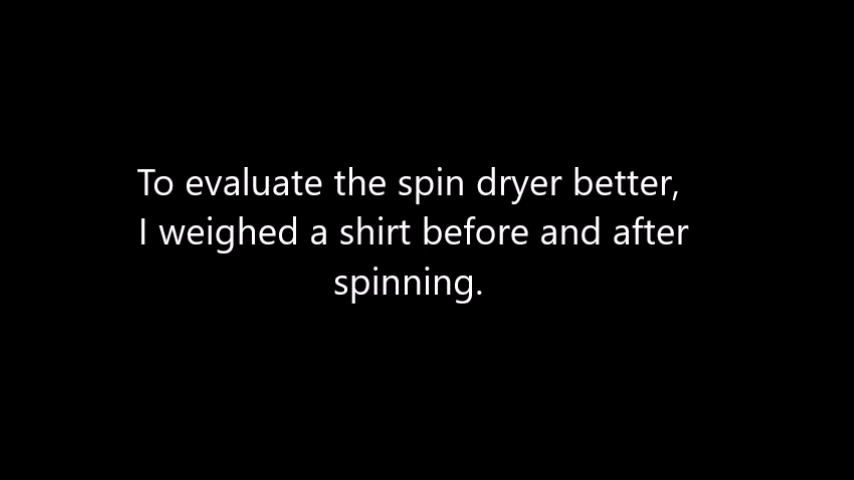 To evaluate the spin dryer better,
I weighed a shirt before and after
spinning.